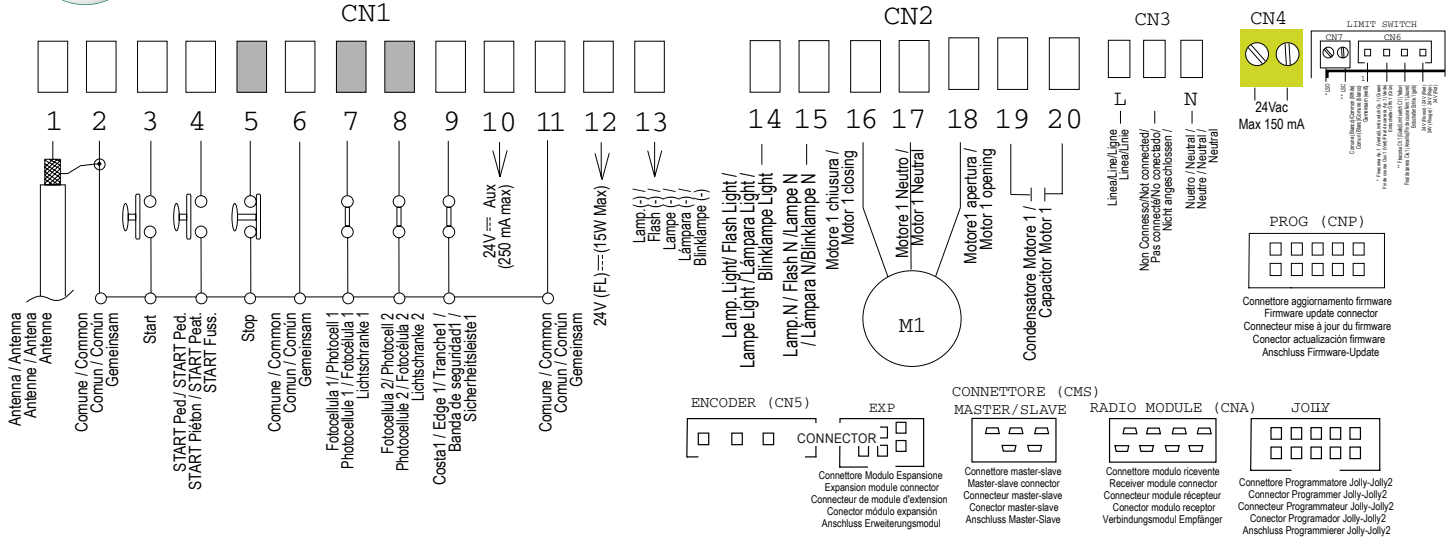 CN1
1 2 3 4 5 6 7 8 9 10 11 12 13
Antenna / Antenna
Antenne / Antena
Antenne
Comune / Common
Comun / Común
Gemeinsam
Start
START Ped./ START Ped.
START Piéton / START Peat.
START Fuss.
Stop
Comune / Common
Comun / Común
Gemeinsam
Fotocellula 1/ Photocell 1
Photocellule 1 / Fotocélula 1
Lichtschranke 1
Fotocellula 2/ Photocell 2
Photocellule 2 / Fotocélula 2
Lichtschranke 2
Costa1 / Edge 1/ Tranche1 /
Banda de seguridad1 /
Sicherheitsleiste1
24V Aux
(250 mA max)
Comune / Common
Comun / Común
Gemeinsam
24V (FL) (15W Max)
Lamp. (-) /
Flash (-) /
Lampe (-) /
Lámpara (-) /
Blinklampe (-)
CN2
14 15 16 17 18 19 20
Lamp. Light/ Flash Light /
Lampe Light / Lámpara Light /
Blinklampe Light
Lamp.N / Flash N /Lampe N
/ Lámpara N/Blinklampe N
Motore 1 chiusura /
Motor 1 closing
Motore 1 Neutro /
Motor 1 Neutral
Motore1 apertura /
Motor 1 opening
M1
Condensatore Motore 1 /
Capacitor Motor 1
CN3
L N
Linea/Line/Ligne
Linea/Linie
Non Connesso/Not connected/
Pas connecté/No conectado/
Nicht angeschlossen /
Nuetro / Neutral /
Neutre / Neutral /
Neutral
CN4
24Vac
Max 150 mA
LIMIT SWITCH
CN7 CN6
1
PROG (CNP)
Connettore aggiornamento firmware
Firmware update connector
Connecteur mise à jour du firmware
Conector actualización firmware
Anschluss Firmware-Update
ENCODER (CN5)
EXP
CONNECTOR
Connettore Modulo Espansione
Expansion module connector
Connecteur de module d'extension
Conector módulo expansión
Anschluss Erweiterungsmodul
CONNETTORE (CMS)
MASTER/SLAVE
Connettore master-slave
Master-slave connector
Connecteur master-slave
Conector master-slave
Anschluss Master-Slave
RADIO MODULE (CNA)
Connettore modulo ricevente
Receiver module connector
Connecteur module récepteur
Conector modulo receptor
Verbindungsmodul Empfänger
JOLLY
Connettore Programmatore Jolly-Jolly2
Connector Programmer Jolly-Jolly2
Connecteur Programmateur Jolly-Jolly2
Conector Programador Jolly-Jolly2
Anschluss Programmierer Jolly-Jolly2